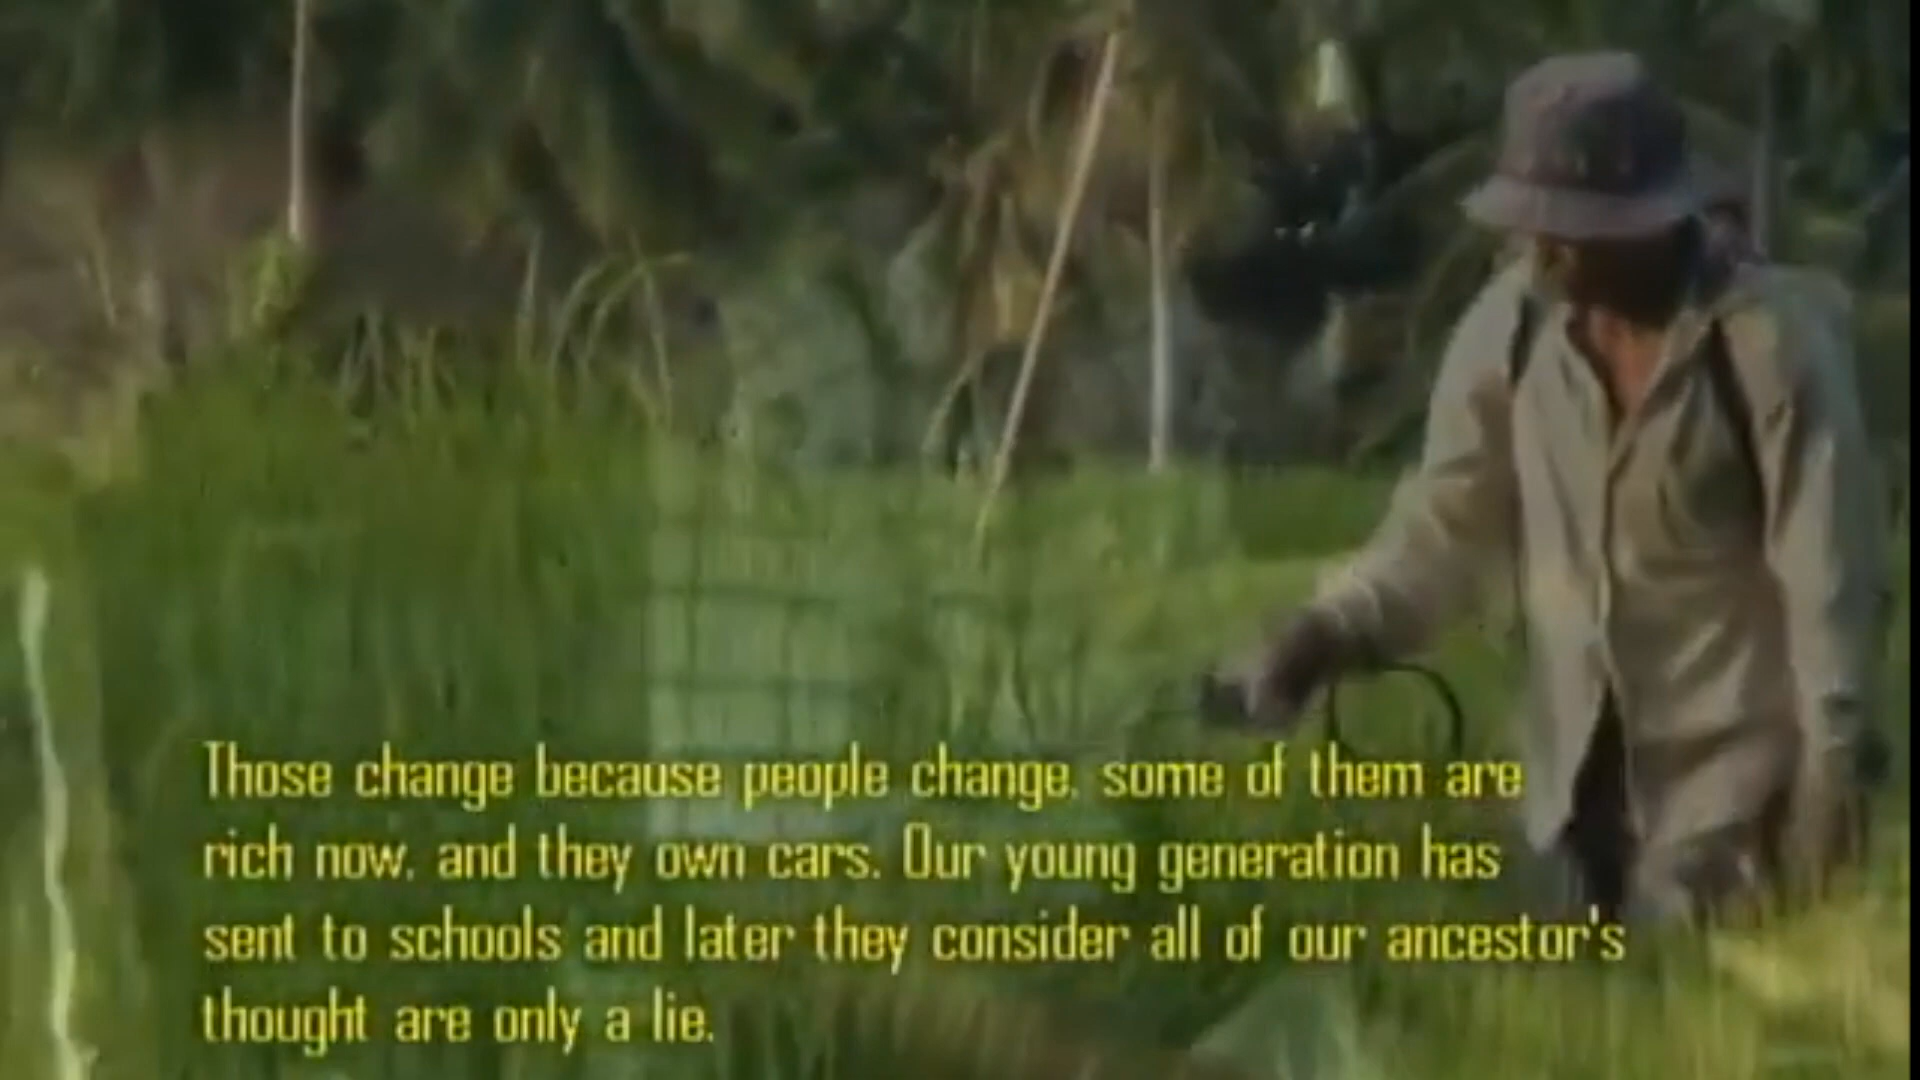 Those change because people change, some of them are
rich now, and they own cars. Our young generation has
sent to schools and later they consider all of our ancestor's
thought are only a lie.